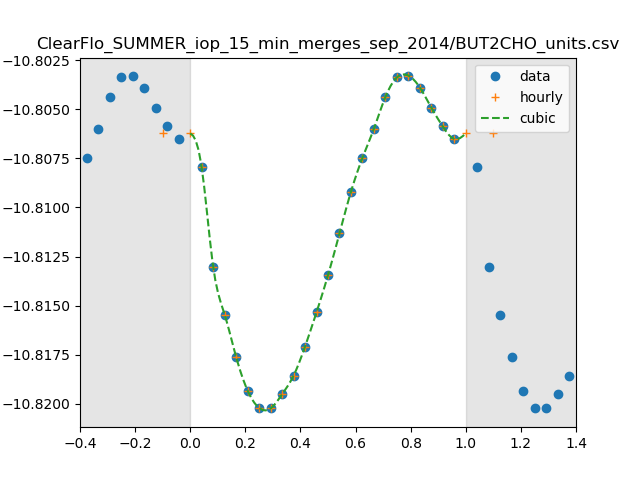 ClearFlo_SUMMER_iop_15_min_merges_sep_2014/BUT2CHO_units.csv
−10.8025
−10.8050
−10.8075
−10.8100
−10.8125
−10.8150
−10.8175
−10.8200
−0.4 −0.2 0.0 0.2 0.4 0.6 0.8 1.0 1.2 1.4
data
hourly
cubic